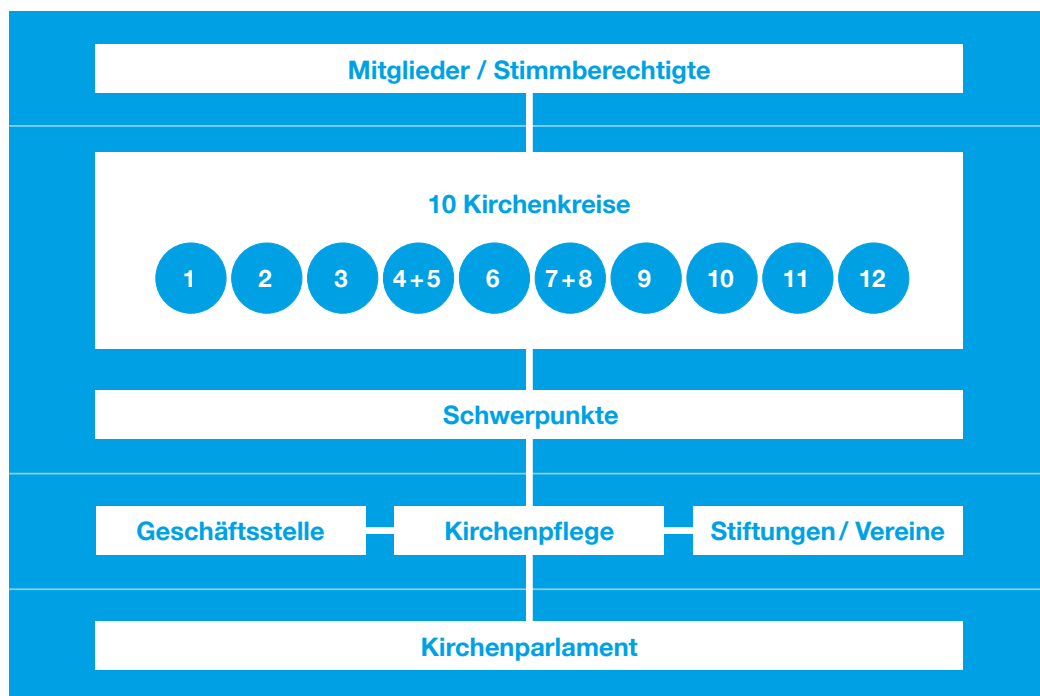 Mitglieder / Stimmberechtigte
10 Kirchenkreise
1 2 3 4+5 6 7+8 9 10 11 12
Schwerpunkte
Geschäftsstelle Kirchenpflege Stiftungen / Vereine
Kirchenparlament